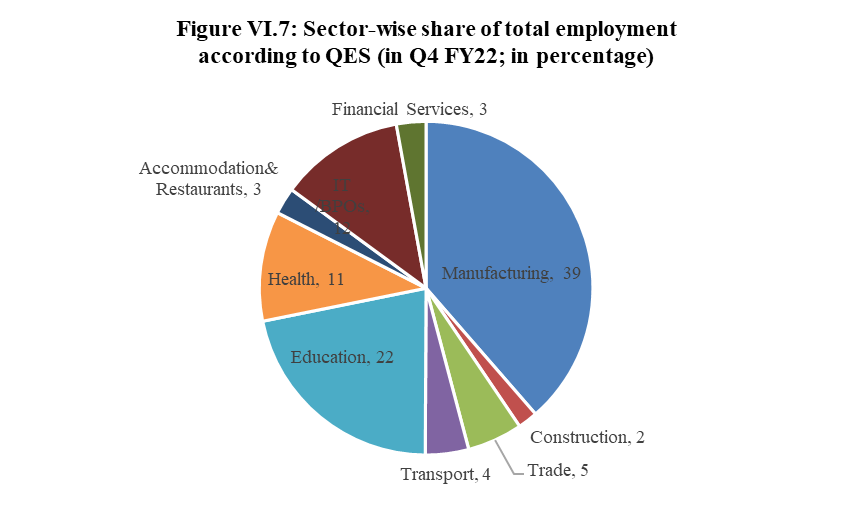 Figure VI.7: Sector-wise share of total employment
according to QES (in Q4 FY22; in percentage)
Financial Services, 3
Accommodation&
Restaurants, 3
Manufacturing, 39
Health, 11
Education, 22
Construction, 2
Trade, 5
Transport, 4